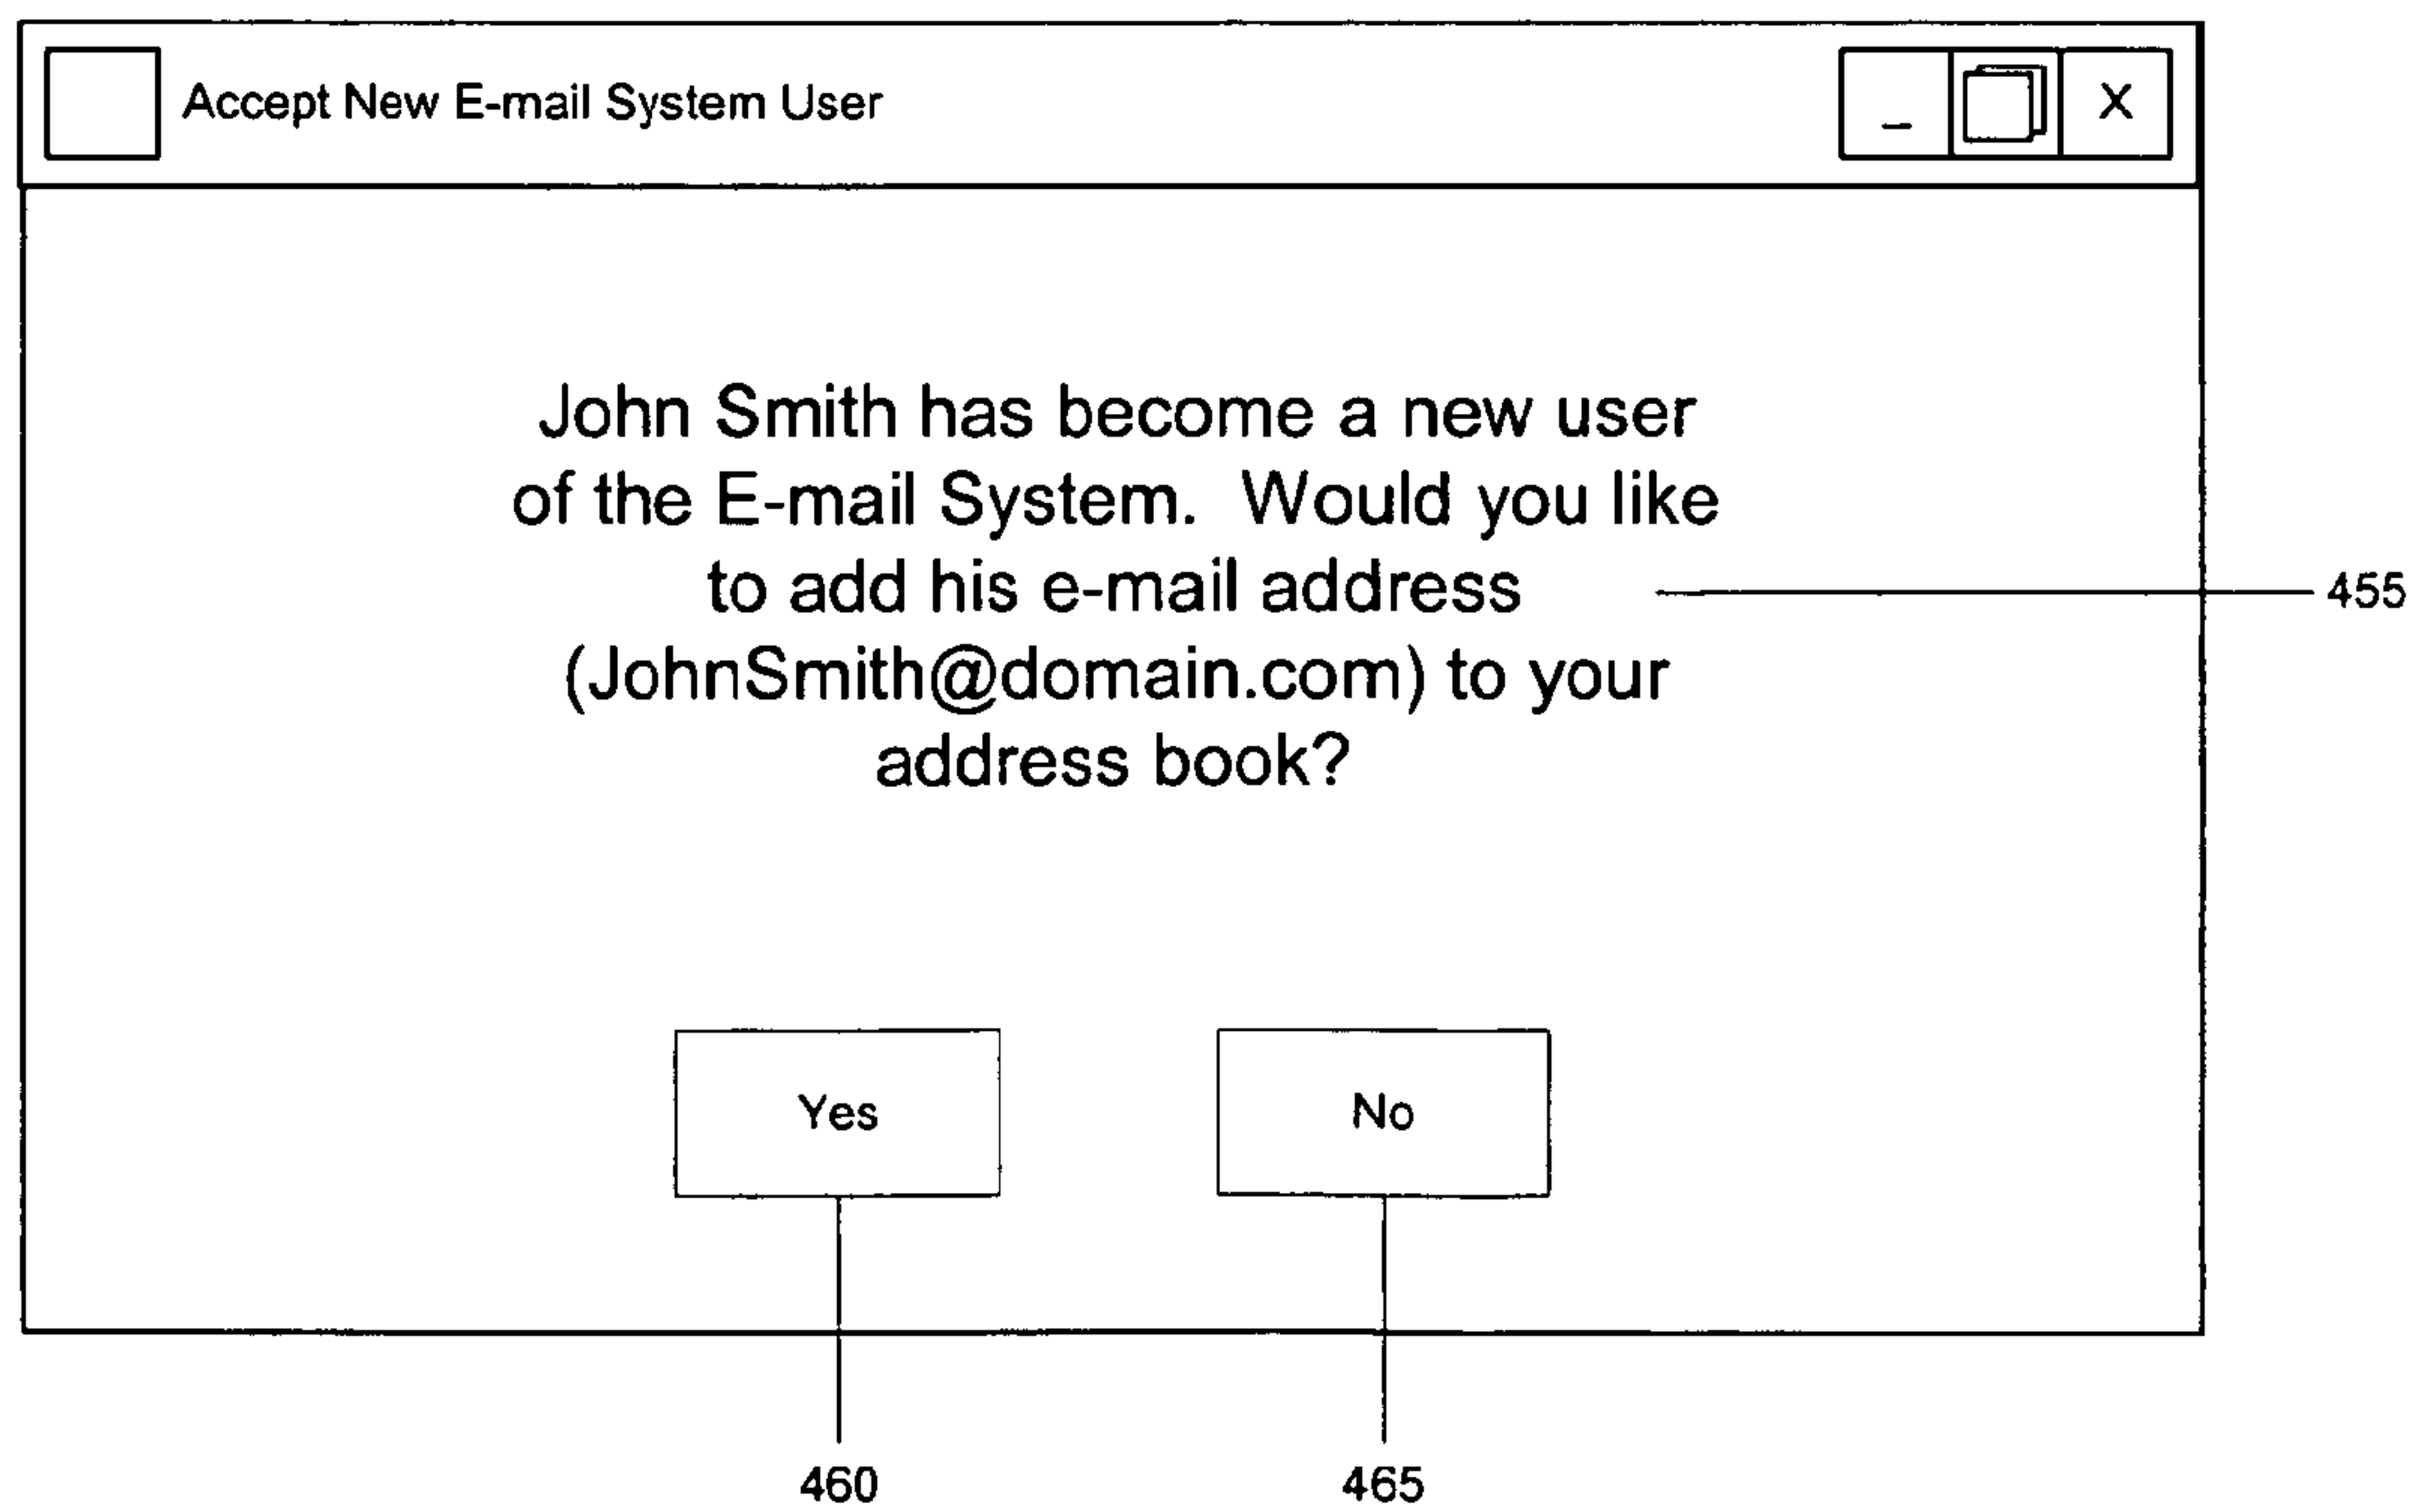 Accept New E-mail System User
_ X
John Smith has become a new user
of the E-mail System.  Would you like
to add his e-mail address
455
(JohnSmith@domain.com) to your
address book?
Yes No
460 465